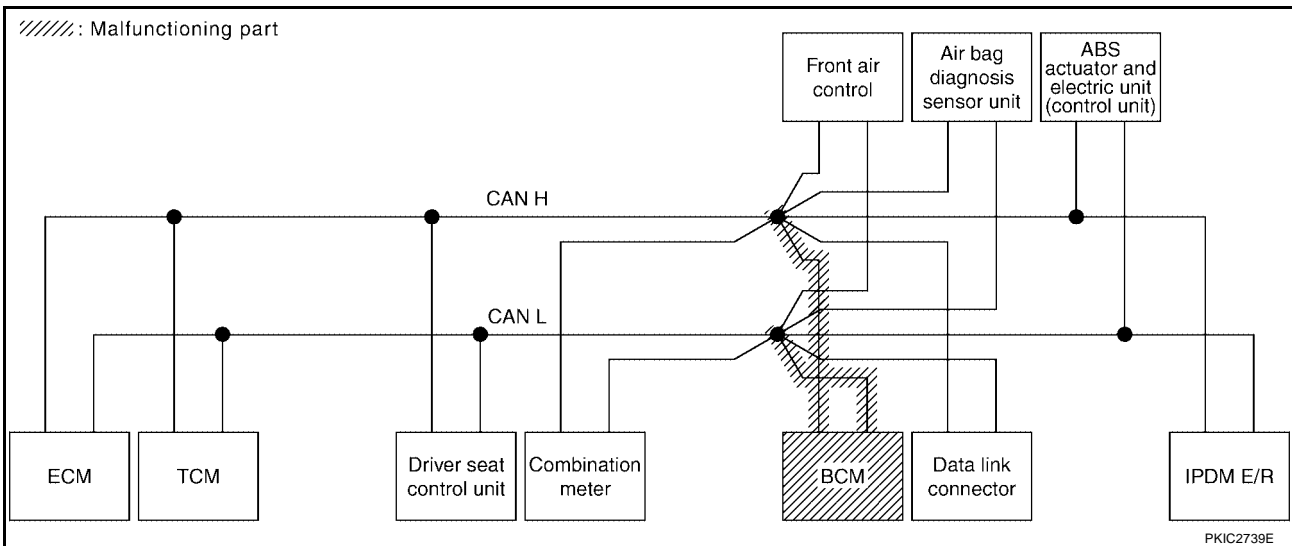 : Malfunctioning part
Front air
control
Air bag
diagnosis
sensor unit
ABS
actuator and
electric unit
(control unit)
CAN H
CAN L
ECM
TCM
Driver seat
control unit
Combination
meter
BCM
Data link
connector
IPDM E/R
PKIC2739E